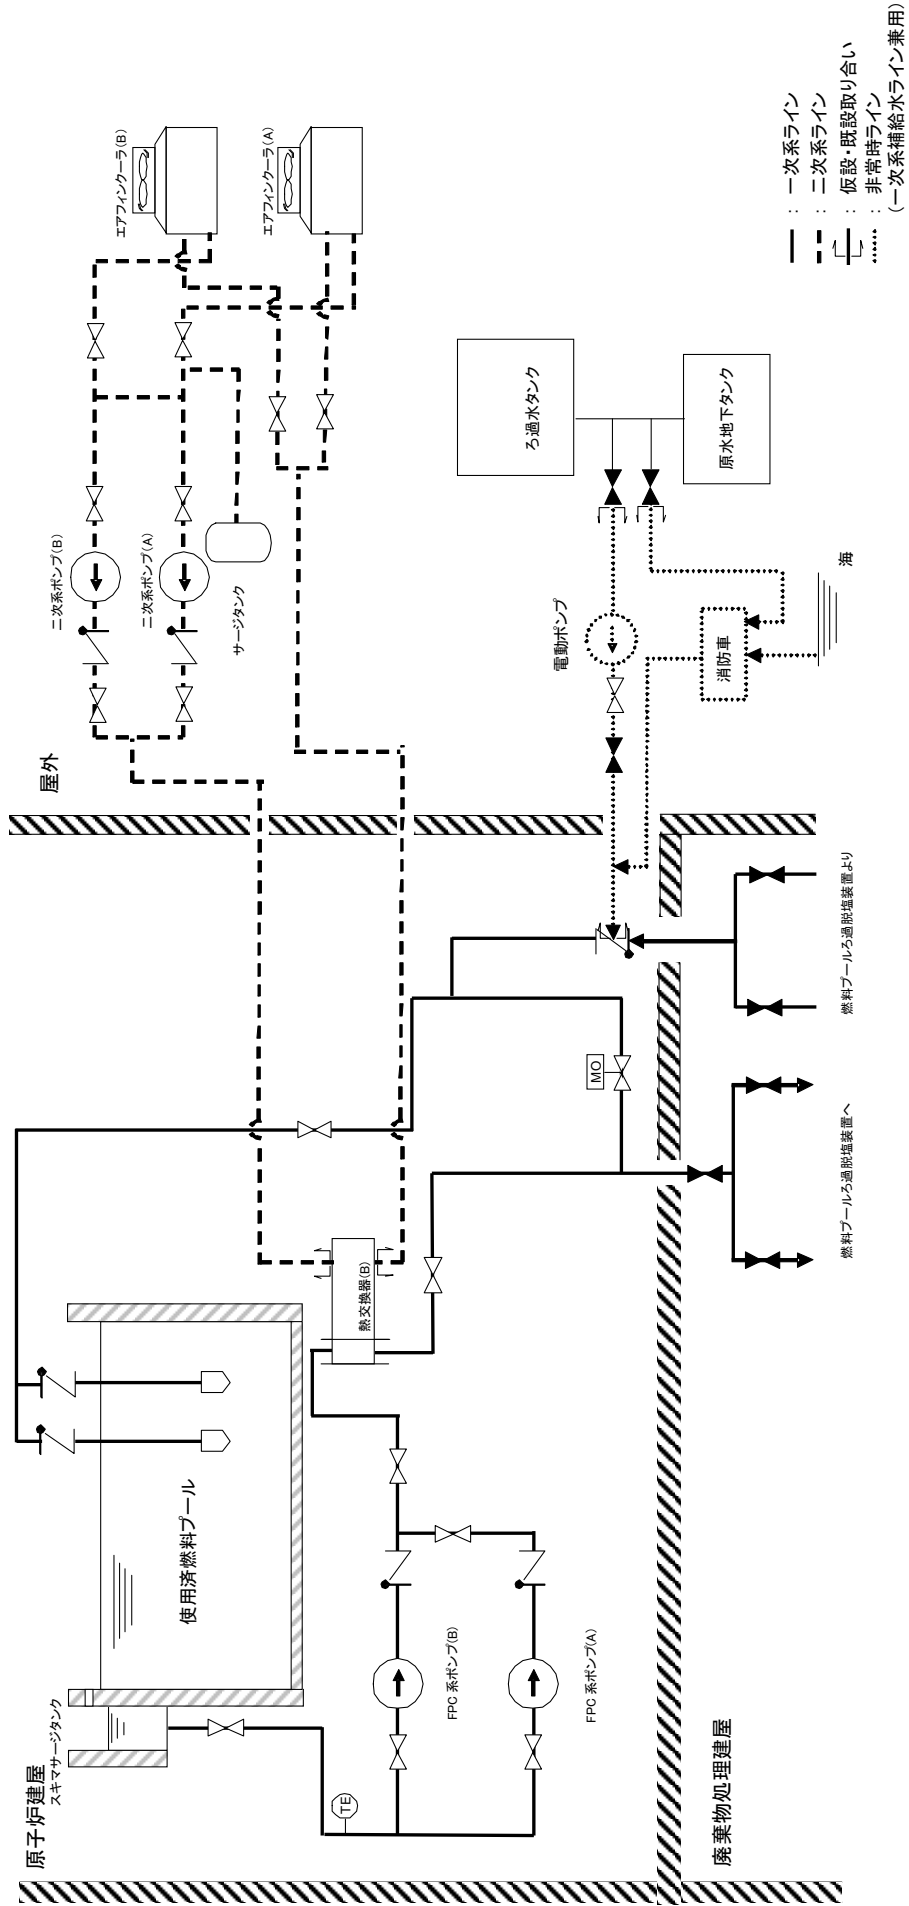 原子炉建屋
スキマサージタンク
使用済燃料プール
TE
FPC 系ポンプ(B)
FPC 系ポンプ(A)
熱交換器(B)
MO
廃棄物処理建屋
燃料プールろ過脱塩装置へ
燃料プールろ過脱塩装置より
屋外
二次系ポンプ(B)
二次系ポンプ(A)
サージタンク
エアフィンクーラ(B)
エアフィンクーラ(A)
電動ポンプ
消防車
海
ろ過水タンク
原水地下タンク
: 一次系ライン
: 二次系ライン
: 仮設・既設取り合い
: 非常時ライン
(一次系補給水ライン兼用)